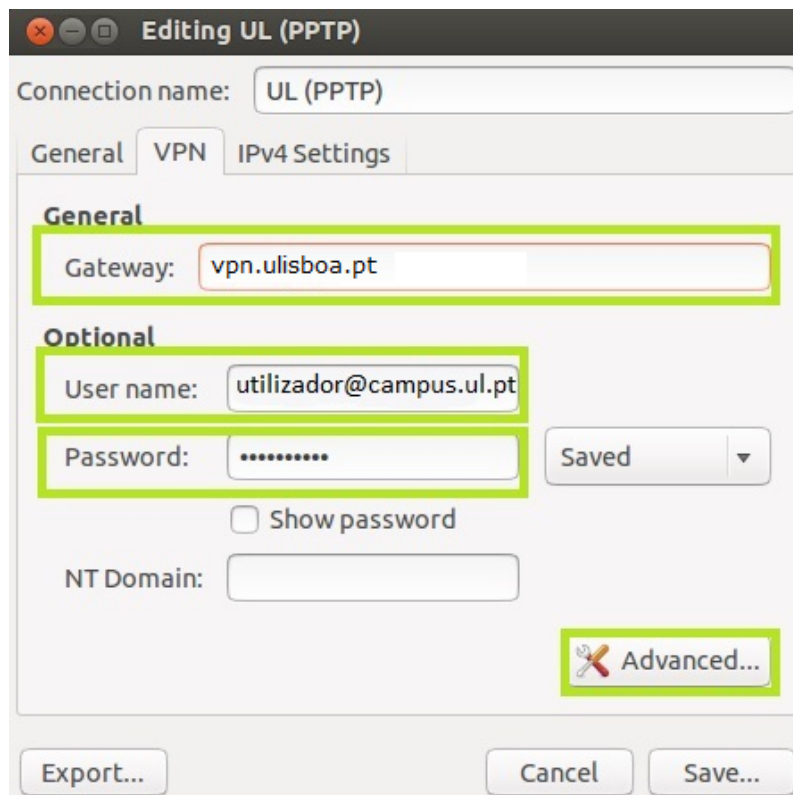 Editing UL (PPTP)
Connection name: UL (PPTP)
General VPN IPv4 Settings
General
Gateway: vpn.ulisboa.pt
Optional
User name: utilizador@campus.ul.pt
Password: •••••••••• Saved
Show password
NT Domain:
Advanced...
Export... Cancel Save...